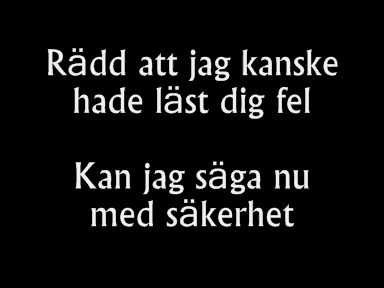 Rädd att jag kanske
hade läst dig fel
Kan jag säga nu
med säkerhet